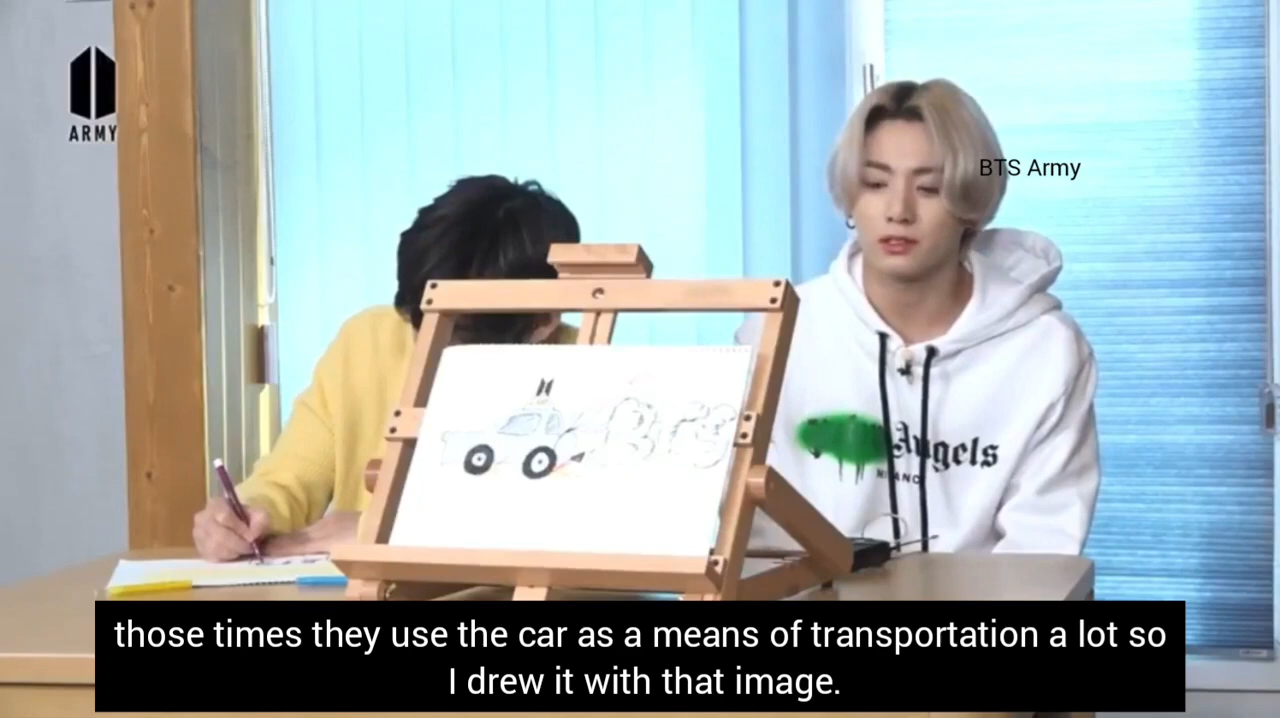 ARMY
BTS Army
Angels
those times they use the car as a means of transportation a lot so
I drew it with that image.